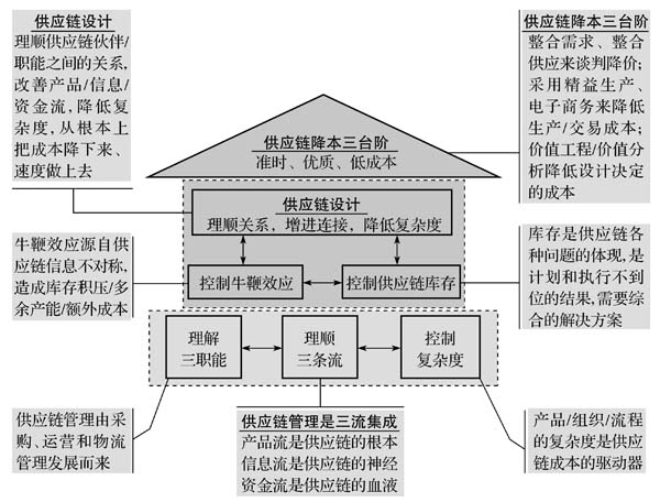 供应链设计
理顺供应链伙伴/
职能之间的关系,
改善产品/信息/
资金流,降低复
杂度,从根本上
把成本降下来、
速度做上去
供应链降本三台阶
整合需求、整合
供应来谈判降价;
采用精益生产、
电子商务来降低
生产/交易成本;
价值工程/价值分
析降低设计决定
的成本
供应链降本三台阶
准时、优质、低成本
供应链设计
理顺关系,增进连接,降低复杂度
牛鞭效应源自供
应链信息不对称,
造成库存积压/多
余产能/额外成本
控制牛鞭效应
控制供应链库存
库存是供应链各
种问题的体现,是
计划和执行不到
位的结果,需要
综合的解决方案
理解
三职能
理顺
三条流
控制
复杂度
供应链管理由采
购、运营和物流
管理发展而来
供应链管理是三流集成
产品流是供应链的根本
信息流是供应链的神经
资金流是供应链的血液
产品/组织/流程
的复杂度是供应
链成本的驱动器